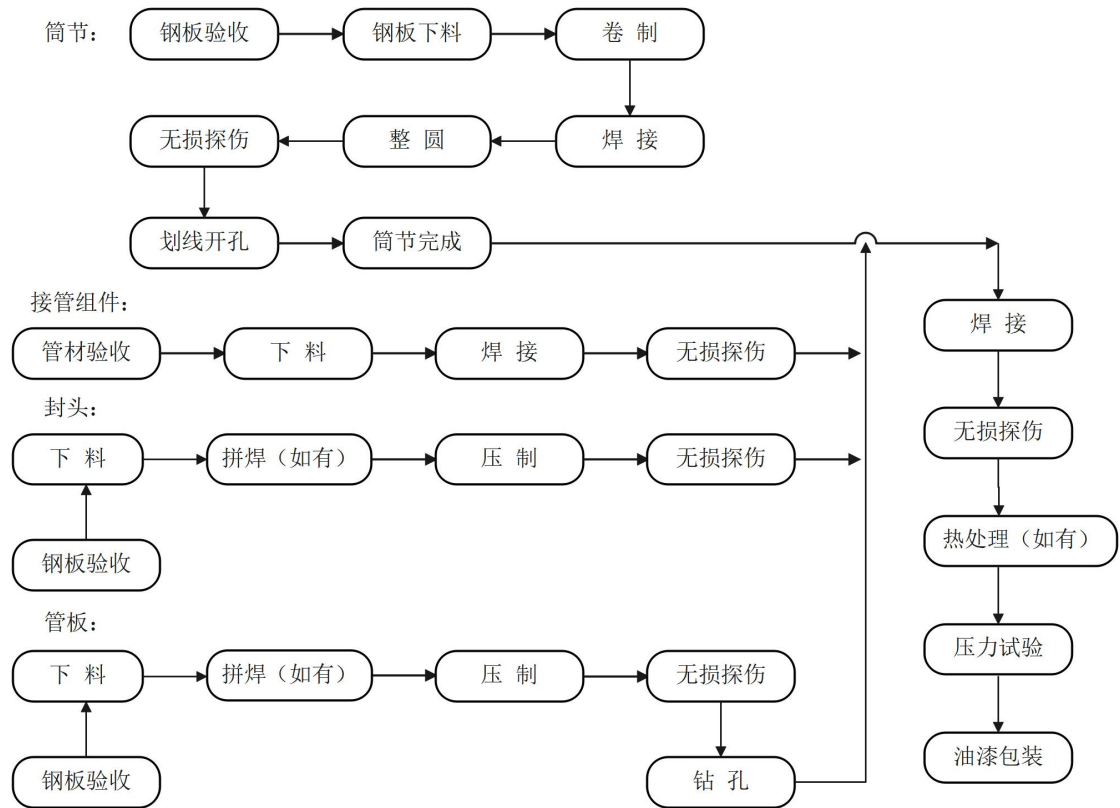 筒节：
钢板验收
钢板下料
卷 制
无损探伤
整 圆
焊 接
划线开孔
筒节完成
接管组件：
管材验收
下 料
焊 接
无损探伤
焊 接
封头：
下 料
拼焊（如有）
压 制
无损探伤
无损探伤
钢板验收
热处理（如有）
管板：
下 料
拼焊（如有）
压 制
无损探伤
压力试验
钢板验收
钻 孔
油漆包装